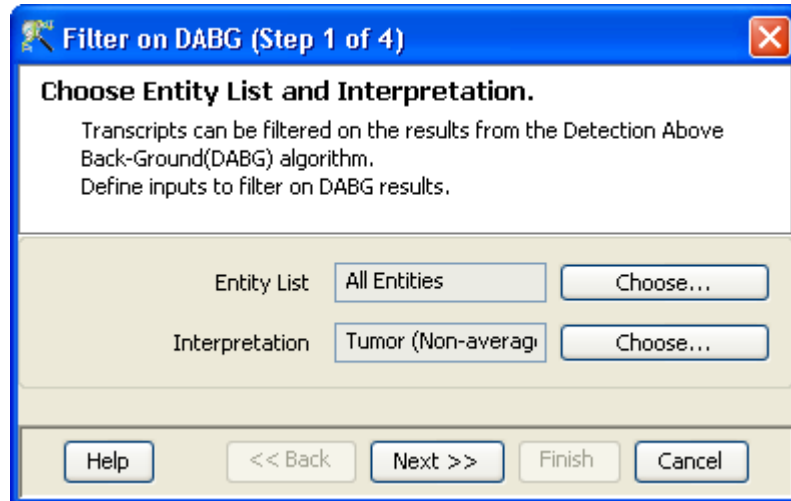 Filter on DABG (Step 1 of 4)
Choose Entity List and Interpretation.
Transcripts can be filtered on the results from the Detection Above
Back-Ground(DABG) algorithm.
Define inputs to filter on DABG results.
Entity List All Entities Choose...
Interpretation Tumor (Non-averag Choose...
Help << Back Next >> Finish Cancel